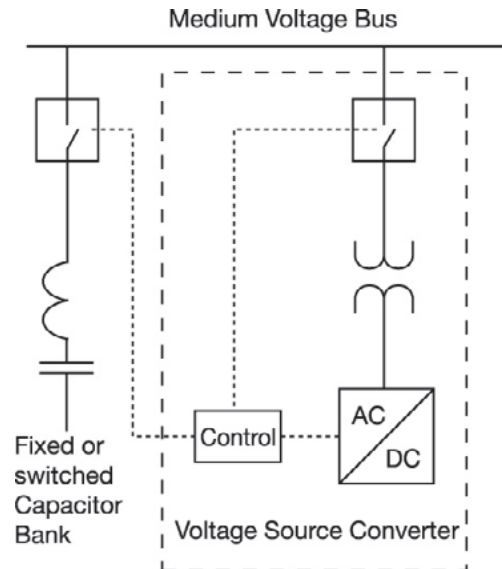 Medium Voltage Bus
AC
DC
Control
Fixed or
switched
Capacitor
Bank
Voltage Source Converter